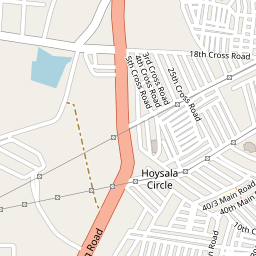 18th Cross Road
3rd Cross Road
4th Cross Road
5th Cross Road
25th Cross Road
Hoysala
Circle
40/3 Main Road
40th Main
10th
Road